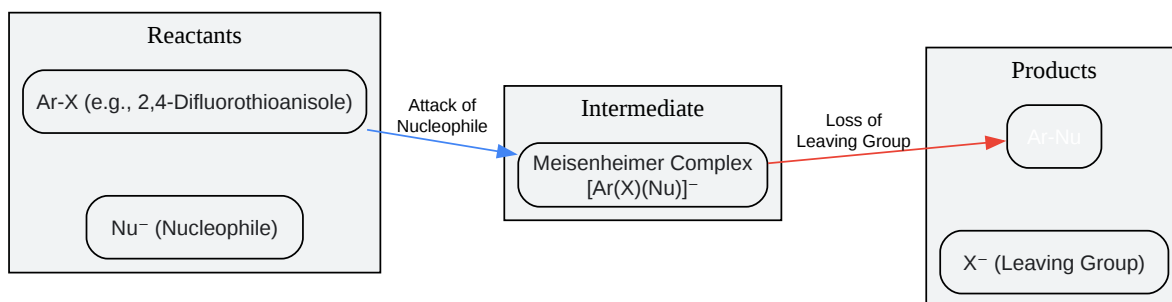 Reactants
Ar-X (e.g., 2,4-Difluorothioanisole)
Nu⁻ (Nucleophile)
Attack of
Nucleophile
Intermediate
Meisenheimer Complex
[Ar(X)(Nu)]⁻
Loss of
Leaving Group
Products
Ar-Nu
X⁻ (Leaving Group)